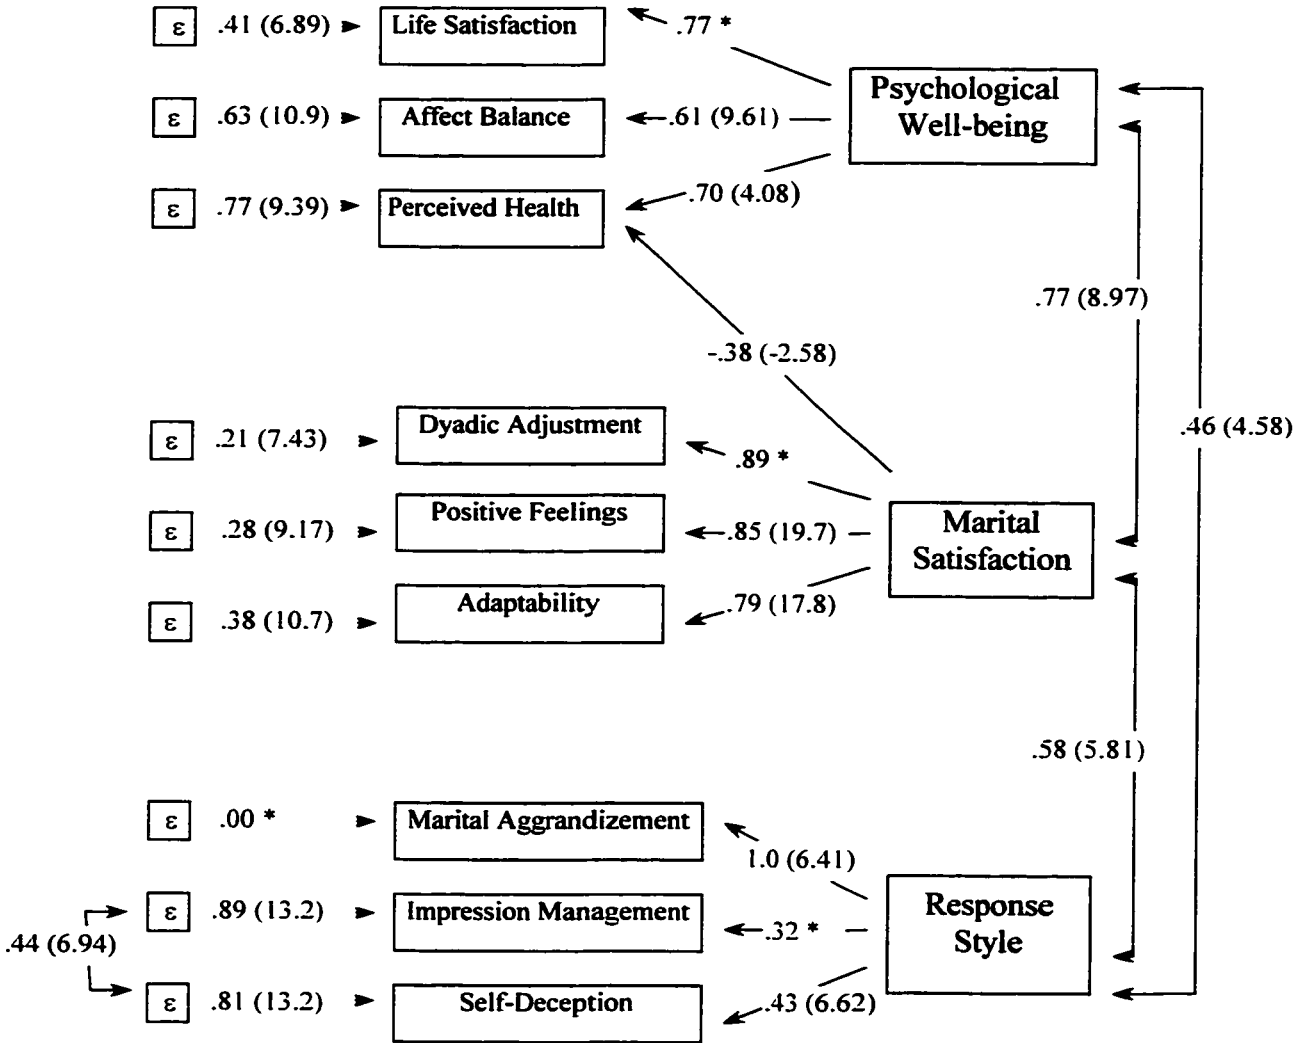 ε .41 (6.89) Life Satisfaction .77 *
Psychological
Well-being
ε .63 (10.9) Affect Balance .61 (9.61)
ε .77 (9.39) Perceived Health .70 (4.08)
.77 (8.97)
-.38 (-2.58)
.46 (4.58)
ε .21 (7.43) Dyadic Adjustment .89 *
ε .28 (9.17) Positive Feelings .85 (19.7)
Marital
Satisfaction
ε .38 (10.7) Adaptability .79 (17.8)
.58 (5.81)
ε .00 * Marital Aggrandizement 1.0 (6.41)
ε .89 (13.2) Impression Management .32 *
Response
Style
.44 (6.94)
ε .81 (13.2) Self-Deception .43 (6.62)